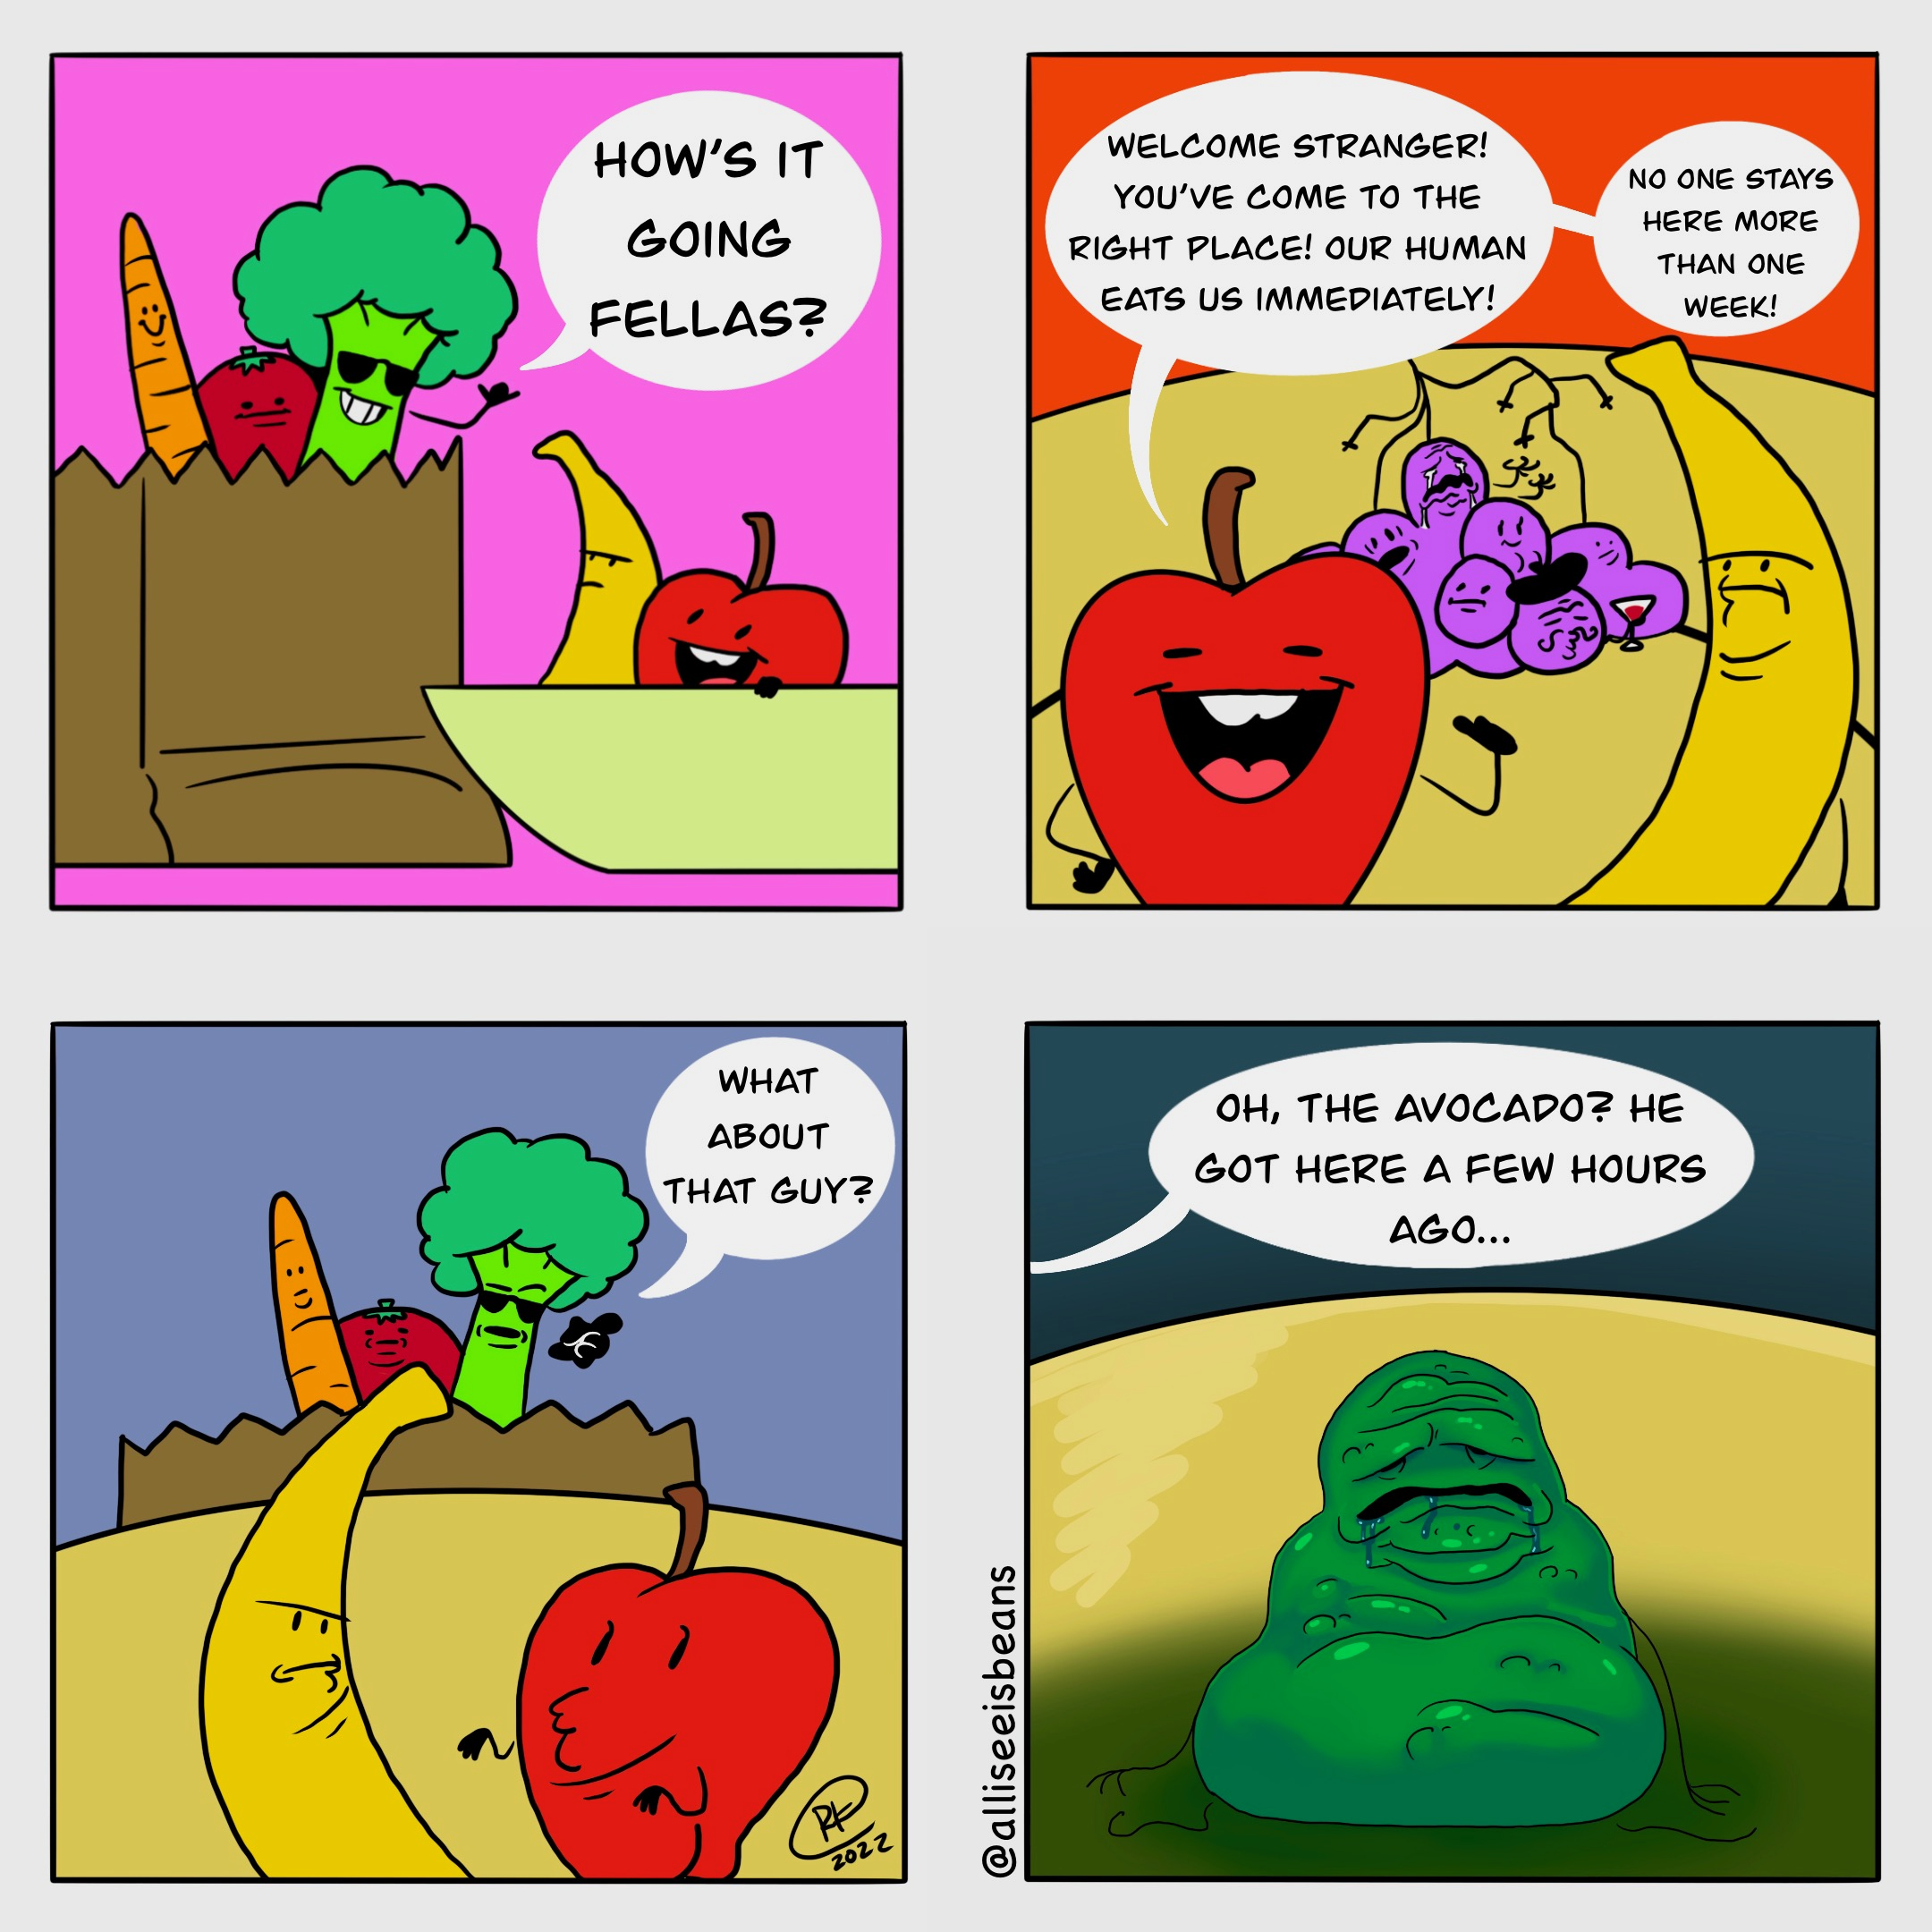 HOW'S IT
GOING
FELLAS?
WELCOME STRANGER!
YOU'VE COME TO THE
RIGHT PLACE! OUR HUMAN
EATS US IMMEDIATELY!
NO ONE STAYS
HERE MORE
THAN ONE
WEEK!
WHAT
ABOUT
THAT GUY?
RK
2022
OH, THE AVOCADO? HE
GOT HERE A FEW HOURS
AGO...
@alliseeisbeans